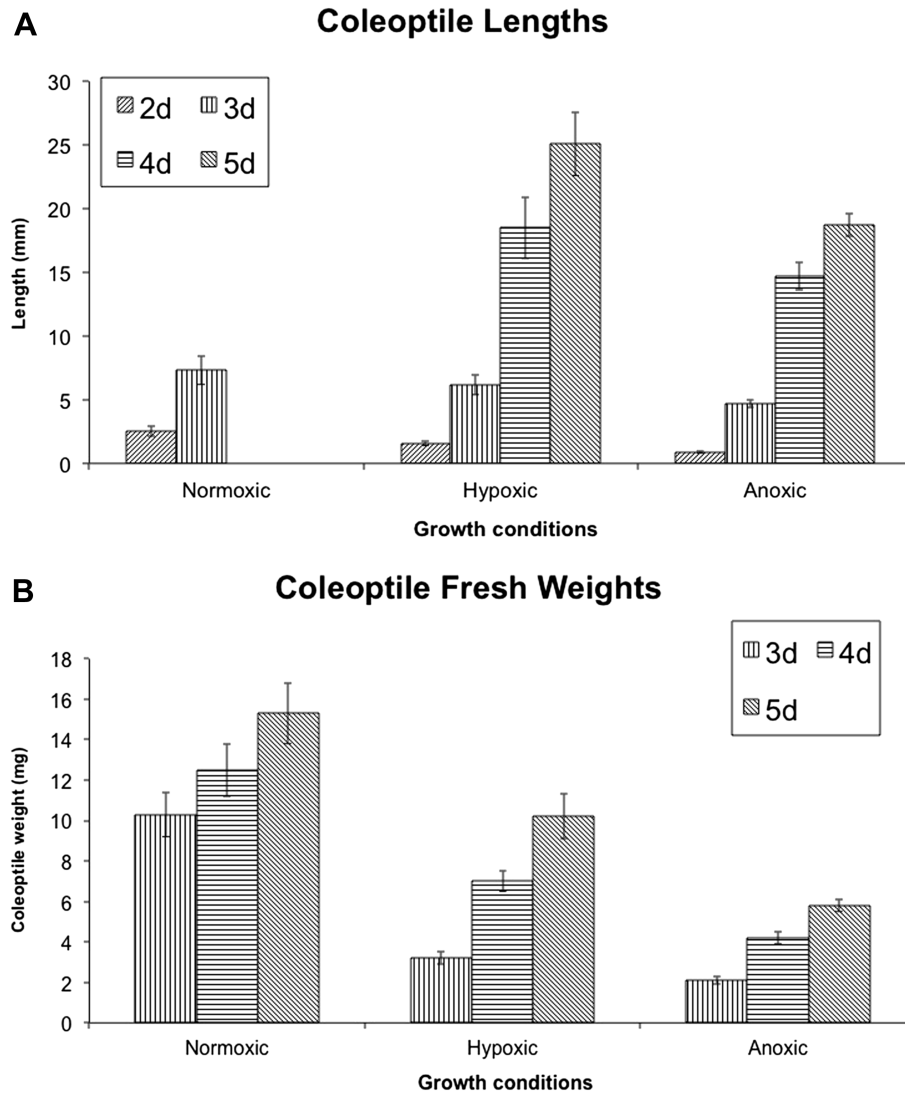 A
Coleoptile Lengths
2d 3d
4d 5d
30
25
20
15
10
5
0
Length (mm)
Normoxic Hypoxic Anoxic
Growth conditions
B
Coleoptile Fresh Weights
3d 4d
5d
18
16
14
12
10
8
6
4
2
0
Coleoptile weight (mg)
Normoxic Hypoxic Anoxic
Growth conditions